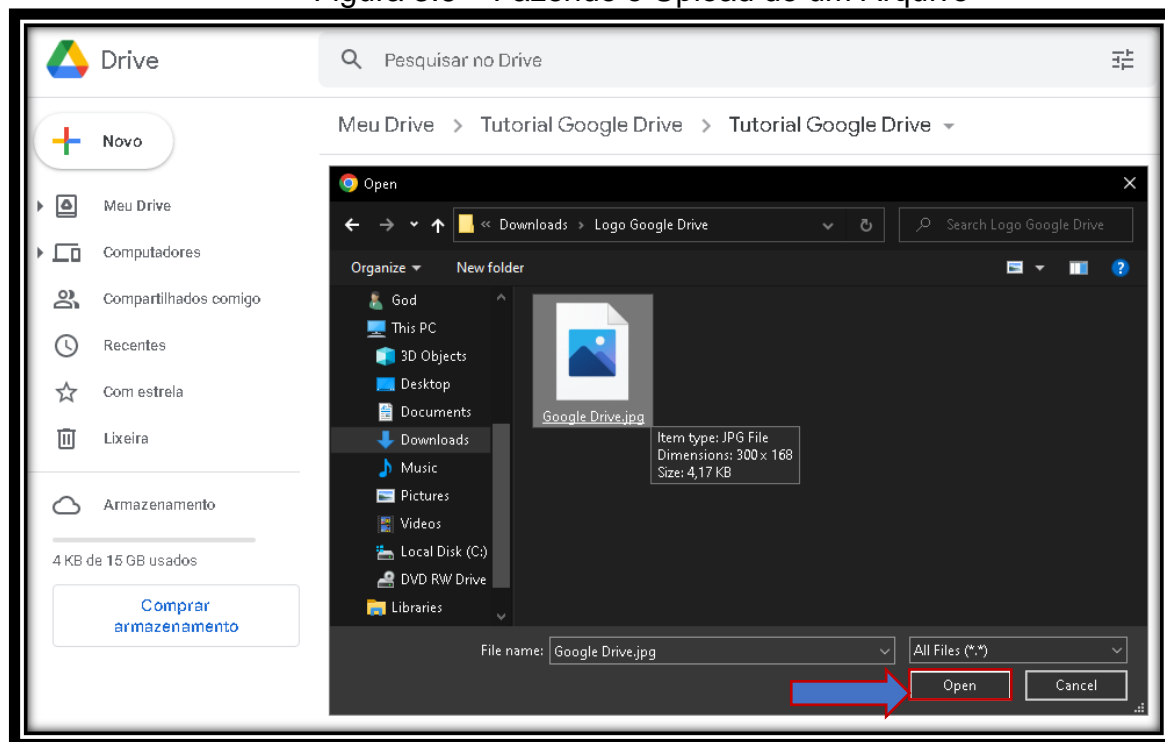 Drive
Pesquisar no Drive
Novo
Meu Drive > Tutorial Google Drive > Tutorial Google Drive
Meu Drive
Computadores
Compartilhados comigo
Recentes
Com estrela
Lixeira
Armazenamento
4 KB de 15 GB usados
Comprar
armazenamento
Open
« Downloads > Logo Google Drive
Search Logo Google Drive
Organize
New folder
God
This PC
3D Objects
Desktop
Documents
Downloads
Music
Pictures
Videos
Local Disk (C:)
DVD RW Drive
Libraries
Google Drive.jpg
Item type: JPG File
Dimensions: 300 x 168
Size: 4,17 KB
File name: Google Drive.jpg
All Files (*.*)
Open
Cancel